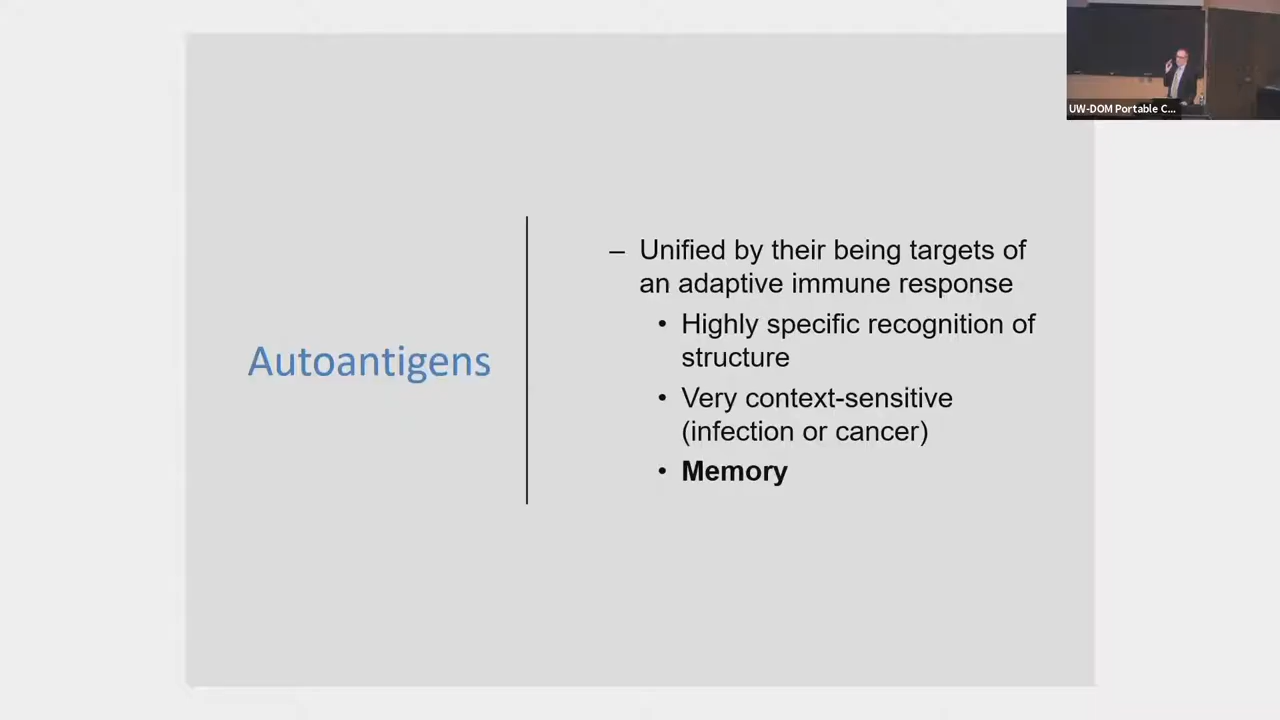 UW-DOM Portable C...
Autoantigens
– Unified by their being targets of
an adaptive immune response
• Highly specific recognition of
structure
• Very context-sensitive
(infection or cancer)
• Memory